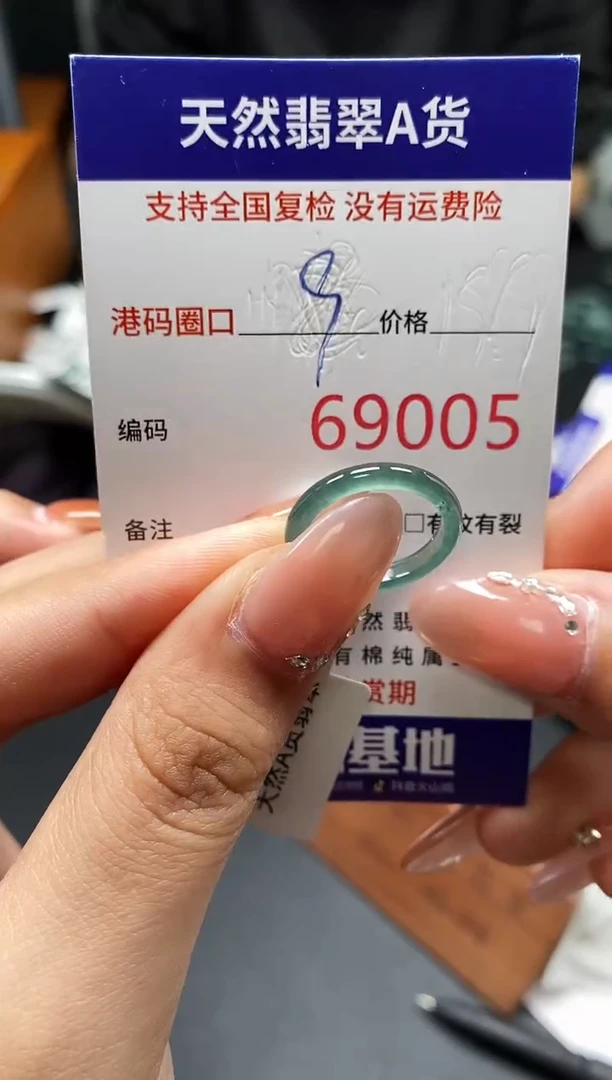 天然翡翠A货
支持全国复检 没有运费险
港码圈口 9 价格
编码 69005
备注 □有纹有裂
然翡
有棉纯属
赏期
天然A货翡翠
基地